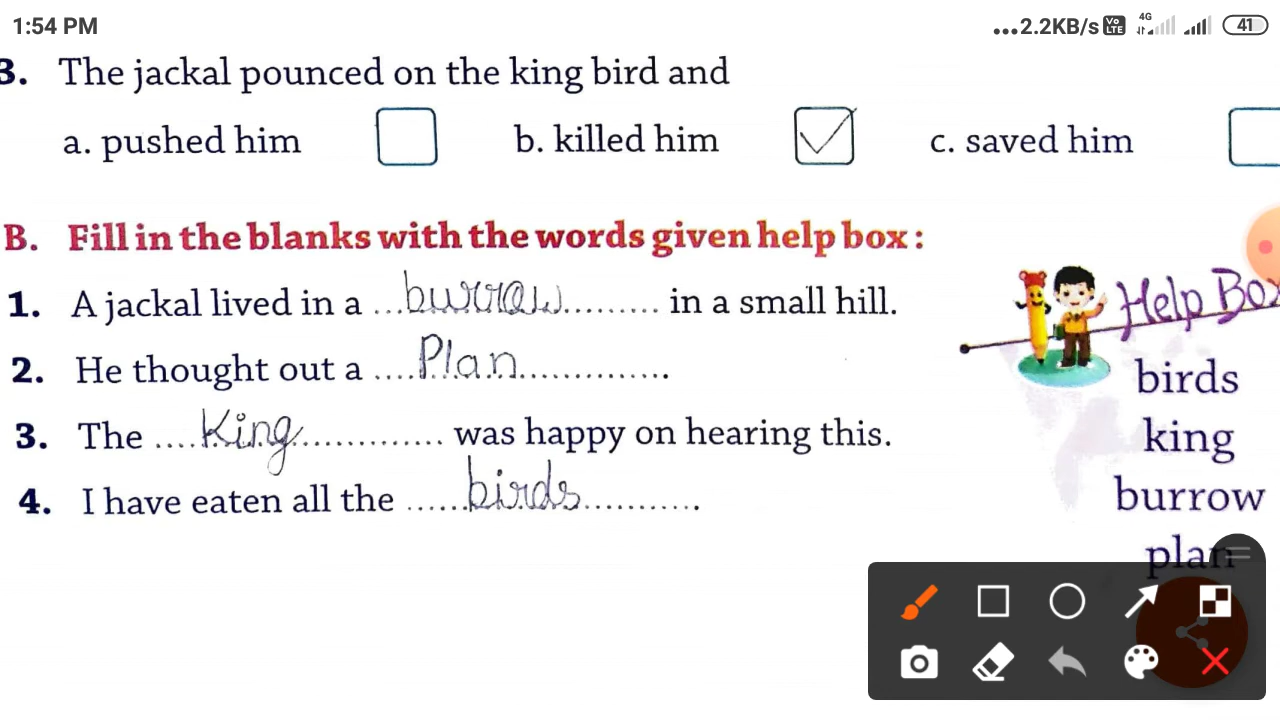 1:54 PM ...2.2KB/s Vo LTE 4G 41
3. The jackal pounced on the king bird and
a. pushed him b. killed him c. saved him
B. Fill in the blanks with the words given help box :
1. A jackal lived in a ...burrow.......... in a small hill.
2. He thought out a ....Plan...............
3. The ....King.............. was happy on hearing this.
4. I have eaten all the ......birds............
Help Box
birds
king
burrow
plan